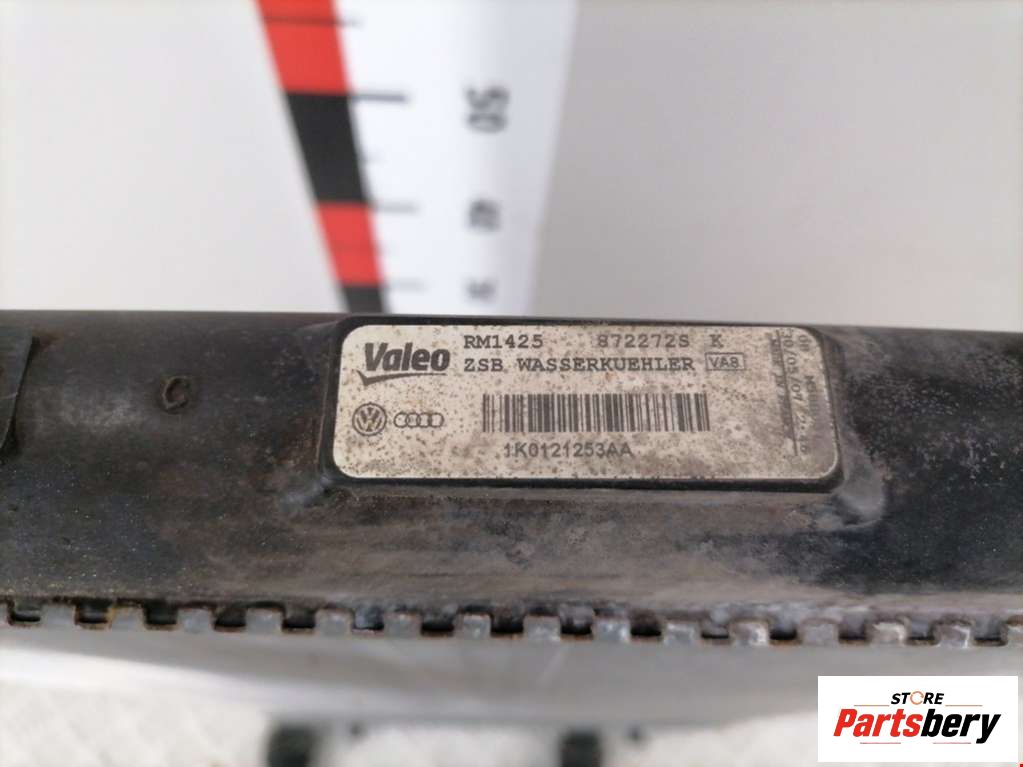 50
Valeo
RM1425 872272S K
ZSB WASSERKUEHLER VA8
1K0121253AA
STORE
Partsbery